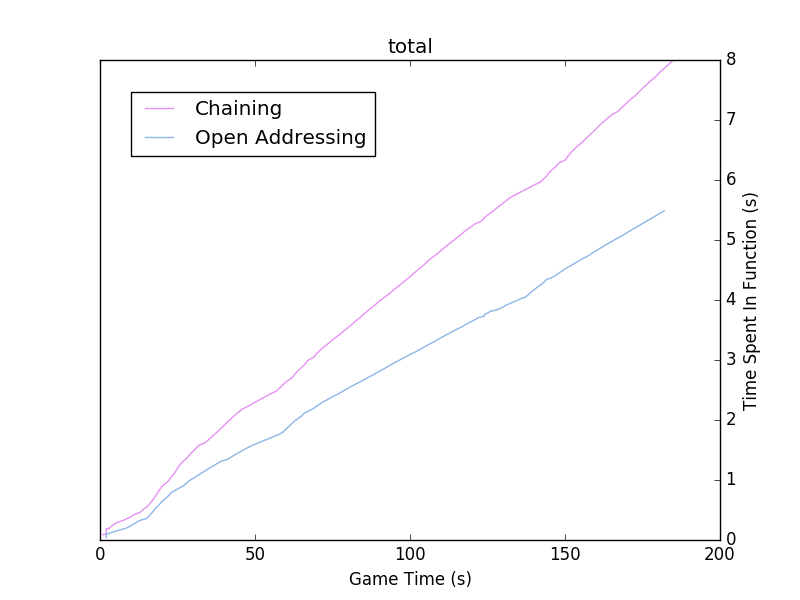 total
Chaining
Open Addressing
8
7
6
5
4
3
2
1
0
Time Spent In Function (s)
0 50 100 150 200
Game Time (s)